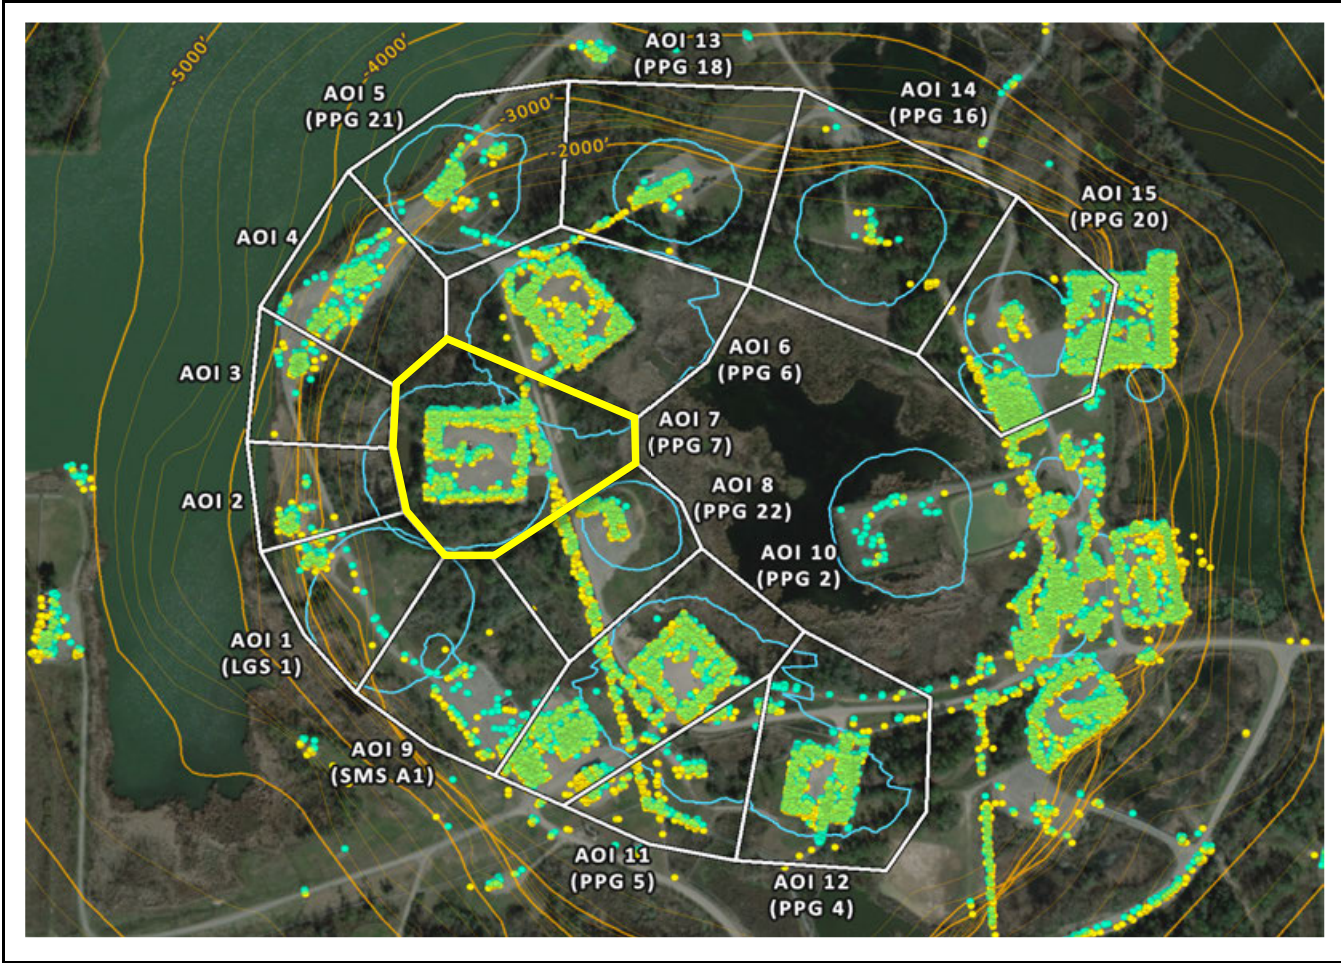 -5000'
-4000'
-3000'
-2000'
AOI 13
(PPG 18)
AOI 5
(PPG 21)
AOI 14
(PPG 16)
AOI 15
(PPG 20)
AOI 4
AOI 3
AOI 6
(PPG 6)
AOI 7
(PPG 7)
AOI 2
AOI 8
(PPG 22)
AOI 10
(PPG 2)
AOI 1
(LGS 1)
AOI 9
(SMS A1)
AOI 11
(PPG 5)
AOI 12
(PPG 4)